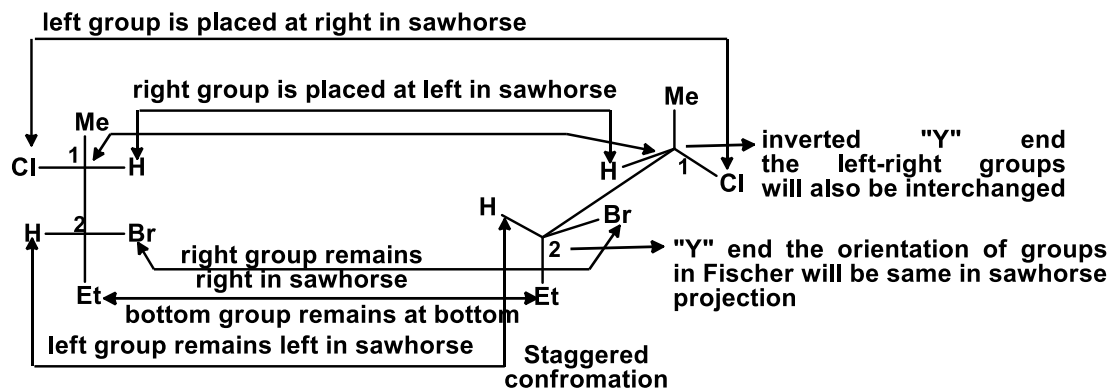 left group is placed at right in sawhorse
right group is placed at left in sawhorse
Me
Me
1
Cl
H
H
1
Cl
inverted "Y" end
the left-right groups
will also be interchanged
H
2
Br
H
Br
2
right group remains
right in sawhorse
"Y" end the orientation of groups
in Fischer will be same in sawhorse
projection
Et
Et
bottom group remains at bottom
left group remains left in sawhorse
Staggered
confromation